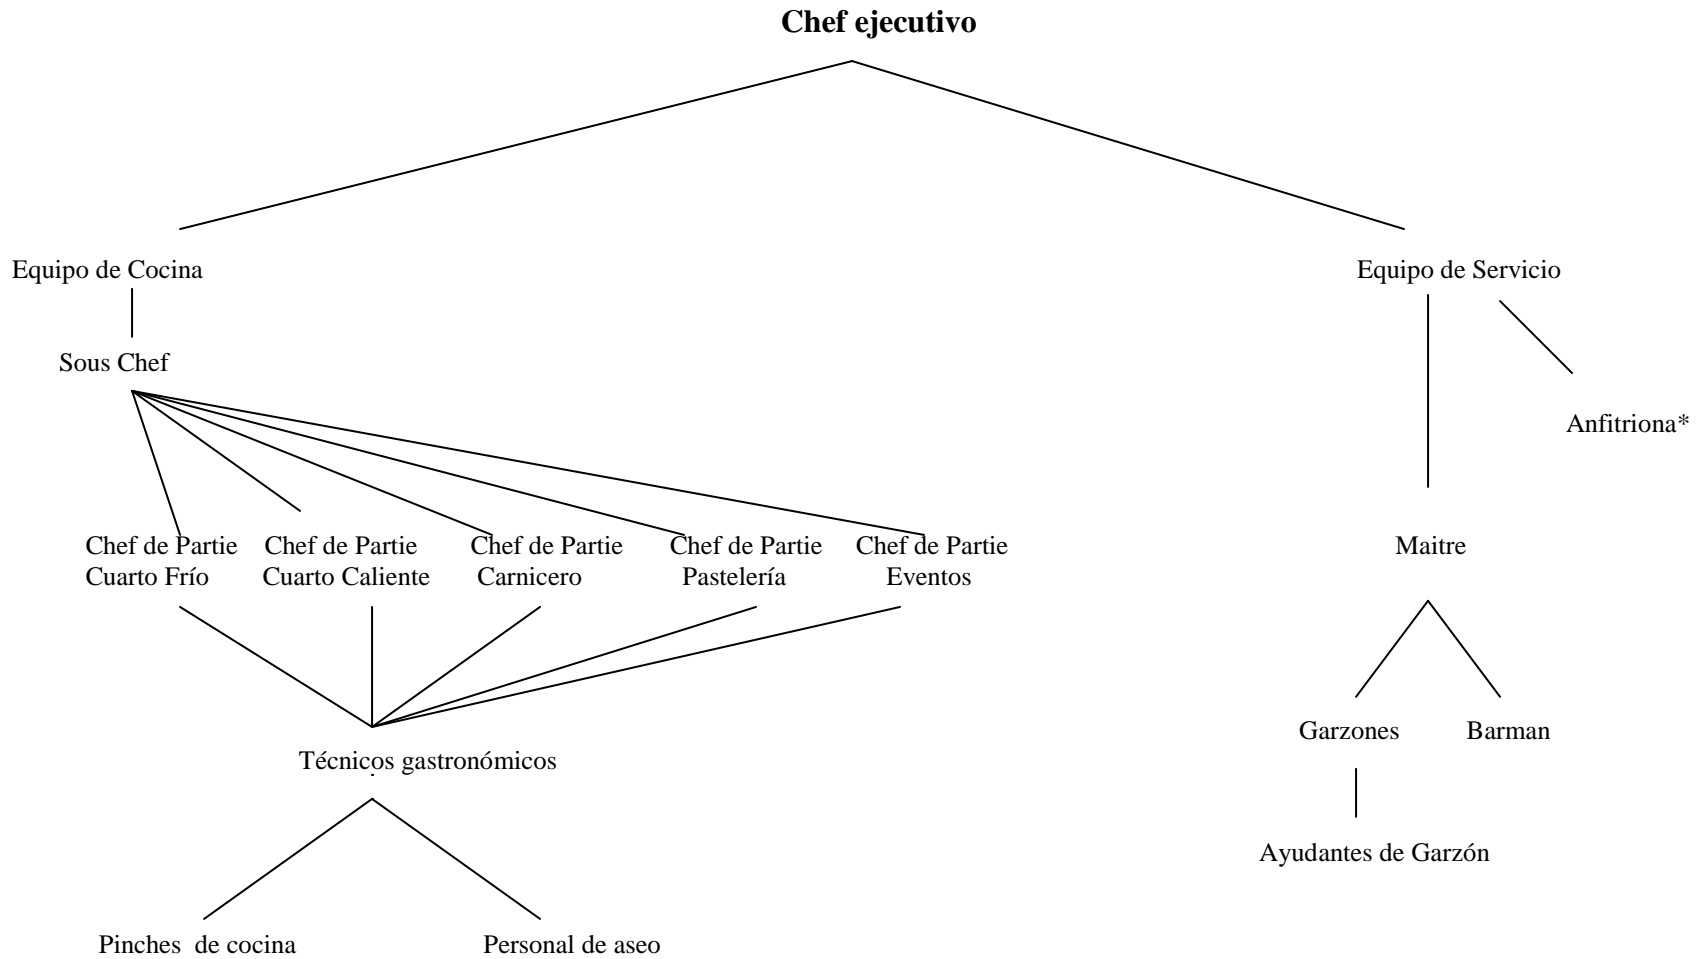 Chef ejecutivo
Equipo de Cocina
Equipo de Servicio
Sous Chef
Anfitriona*
Chef de Partie
Cuarto Frío
Chef de Partie
Cuarto Caliente
Chef de Partie
Carnicero
Chef de Partie
Pastelería
Chef de Partie
Eventos
Maitre
Garzones
Barman
Técnicos gastronómicos
Ayudantes de Garzón
Pinches de cocina
Personal de aseo